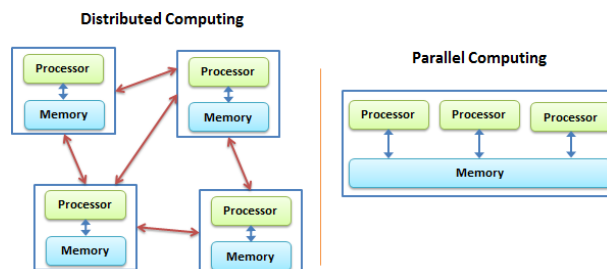 Distributed Computing
Processor
Memory
Processor
Memory
Processor
Memory
Processor
Memory
Parallel Computing
Processor
Processor
Processor
Memory